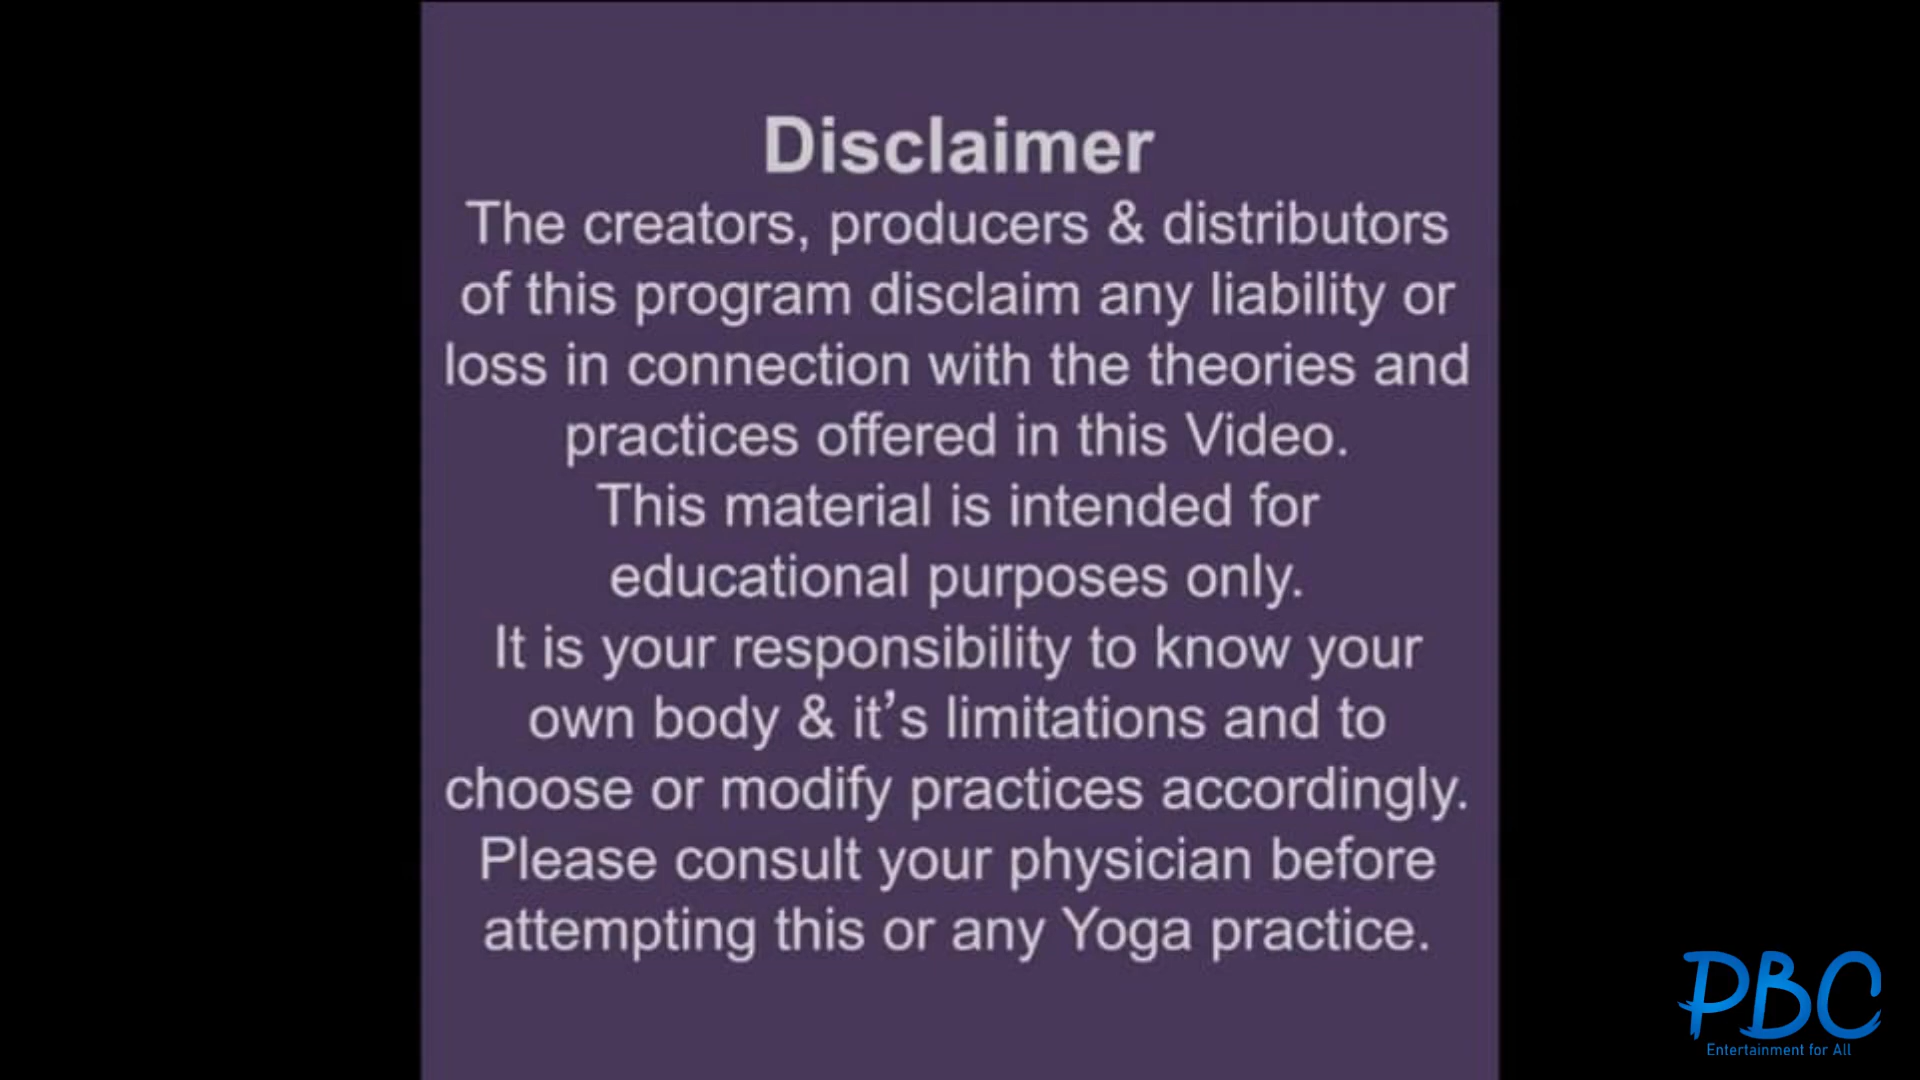 Disclaimer
The creators, producers & distributors
of this program disclaim any liability or
loss in connection with the theories and
practices offered in this Video.
This material is intended for
educational purposes only.
It is your responsibility to know your
own body & it’s limitations and to
choose or modify practices accordingly.
Please consult your physician before
attempting this or any Yoga practice.
PBC
Entertainment for All